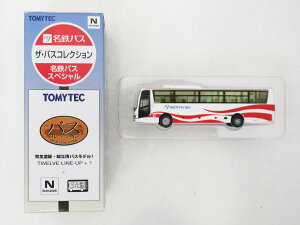 名鉄バス
ザ・バスコレクション
名鉄バス
スペシャル
TOMYTEC
バス
完全塗装・組立済バスモデル!
TWELVE LINE-UP + ?
N
MEITETSU BUS
TOMYTEC
N